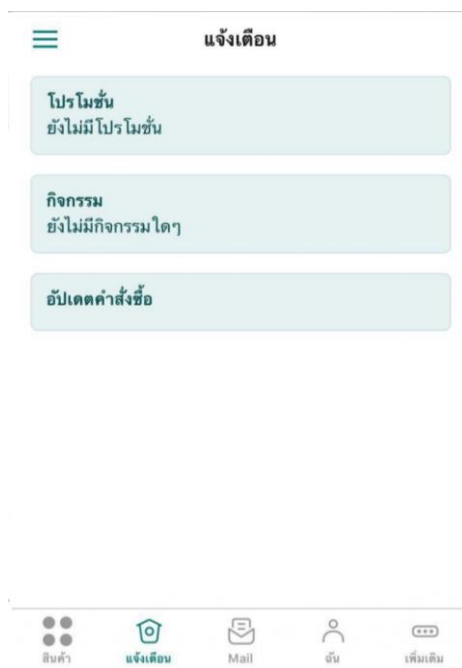 แจ้งเตือน
โปรโมชั่น
ยังไม่มีโปรโมชั่น
กิจกรรม
ยังไม่มีกิจกรรมใดๆ
อัปเดตคำสั่งซื้อ
สินค้า
แจ้งเตือน
Mail
ฉัน
เพิ่มเติม